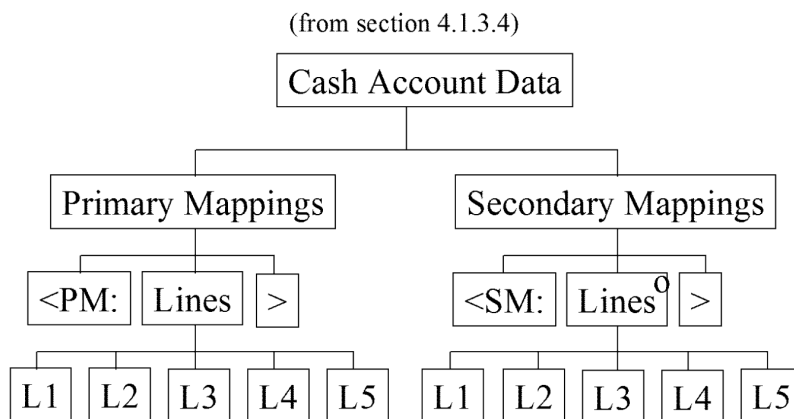 (from section 4.1.3.4)
Cash Account Data
Primary Mappings Secondary Mappings
<PM: Lines > <SM: Lines o >
L1 L2 L3 L4 L5 L1 L2 L3 L4 L5